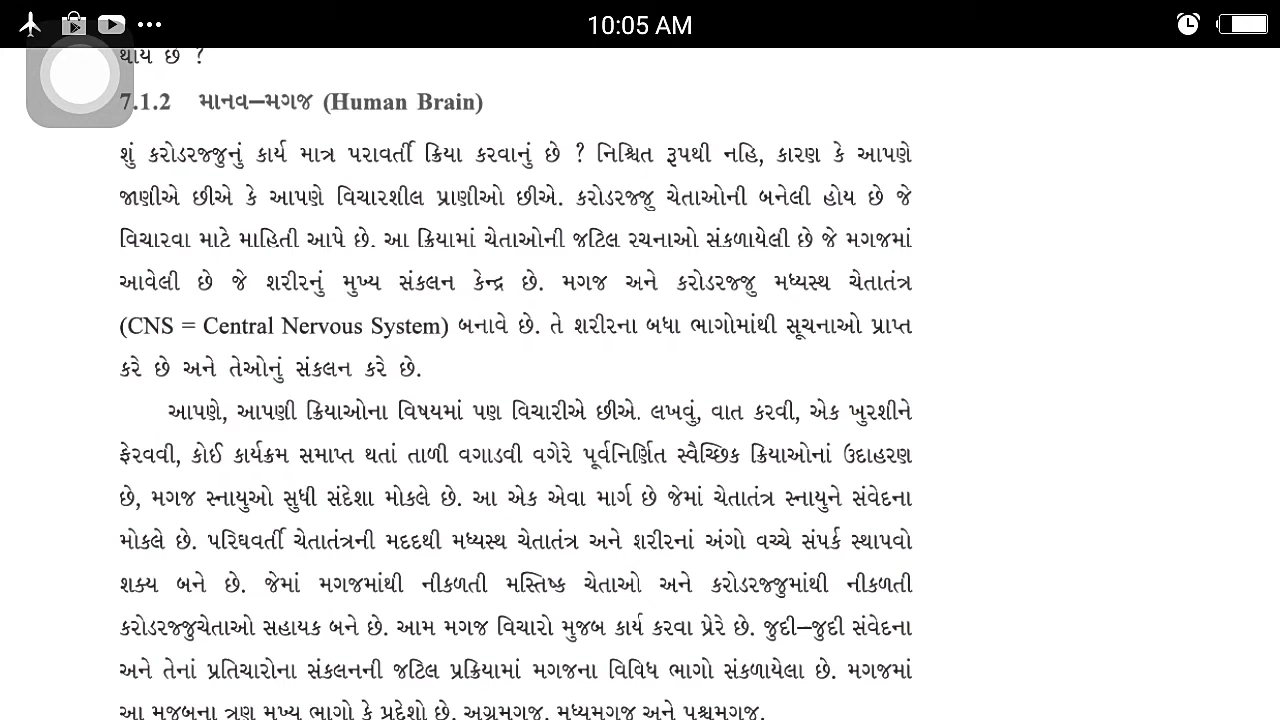 10:05 AM
થાય છે ?
7.1.2 માનવ–મગજ (Human Brain)
શું કરોડરજ્જુનું કાર્ય માત્ર પરાવર્તી ક્રિયા કરવાનું છે ? નિશ્ચિત રૂપથી નહિ, કારણ કે આપણે
જાણીએ છીએ કે આપણે વિચારશીલ પ્રાણીઓ છીએ. કરોડરજ્જુ ચેતાઓની બનેલી હોય છે જે
વિચારવા માટે માહિતી આપે છે. આ ક્રિયામાં ચેતાઓની જટિલ રચનાઓ સંકળાયેલી છે જે મગજમાં
આવેલી છે જે શરીરનું મુખ્ય સંકલન કેન્દ્ર છે. મગજ અને કરોડરજ્જુ મધ્યસ્થ ચેતાતંત્ર
(CNS = Central Nervous System) બનાવે છે. તે શરીરના બધા ભાગોમાંથી સૂચનાઓ પ્રાપ્ત
કરે છે અને તેઓનું સંકલન કરે છે.
આપણે, આપણી ક્રિયાઓના વિષયમાં પણ વિચારીએ છીએ. લખવું, વાત કરવી, એક ખુરશીને
ફેરવવી, કોઈ કાર્યક્રમ સમાપ્ત થતાં તાળી વગાડવી વગેરે પૂર્વનિર્ણિત સ્વૈચ્છિક ક્રિયાઓનાં ઉદાહરણ
છે, મગજ સ્નાયુઓ સુધી સંદેશા મોકલે છે. આ એક એવા માર્ગ છે જેમાં ચેતાતંત્ર સ્નાયુને સંવેદના
મોકલે છે. પરિઘવર્તી ચેતાતંત્રની મદદથી મધ્યસ્થ ચેતાતંત્ર અને શરીરનાં અંગો વચ્ચે સંપર્ક સ્થાપવો
શક્ય બને છે. જેમાં મગજમાંથી નીકળતી મસ્તિષ્ક ચેતાઓ અને કરોડરજ્જુમાંથી નીકળતી
કરોડરજ્જુચેતાઓ સહાયક બને છે. આમ મગજ વિચારો મુજબ કાર્ય કરવા પ્રેરે છે. જુદી–જુદી સંવેદના
અને તેનાં પ્રતિચારોના સંકલનની જટિલ પ્રક્રિયામાં મગજના વિવિધ ભાગો સંકળાયેલા છે. મગજમાં
આ મુજબના ત્રણ મુખ્ય ભાગો કે પ્રદેશો છે. અગ્રમગજ, મધ્યમગજ અને પશ્ચમગજ.